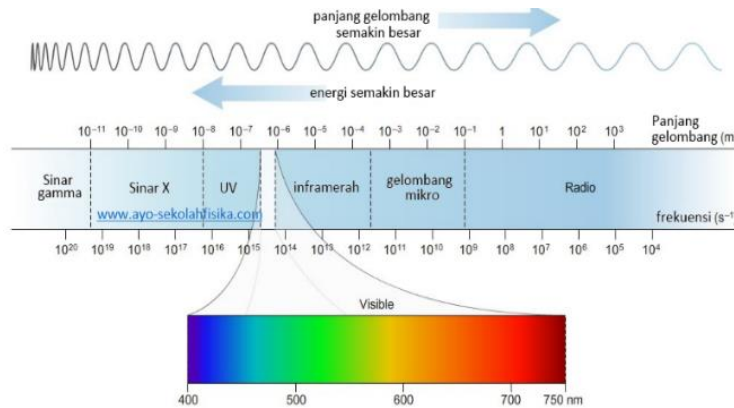 panjang gelombang
semakin besar
energi semakin besar
10⁻¹¹ 10⁻¹⁰ 10⁻⁹ 10⁻⁸ 10⁻⁷ 10⁻⁶ 10⁻⁵ 10⁻⁴ 10⁻³ 10⁻² 10⁻¹ 1 10¹ 10² 10³
Panjang
gelombang (m
Sinar
gamma
Sinar X
UV
inframerah
gelombang
mikro
Radio
www.ayo-sekolahfisika.com
frekuensi (s⁻¹
10²⁰ 10¹⁹ 10¹⁸ 10¹⁷ 10¹⁶ 10¹⁵ 10¹⁴ 10¹³ 10¹² 10¹¹ 10¹⁰ 10⁹ 10⁸ 10⁷ 10⁶ 10⁵ 10⁴
Visible
400 500 600 700 750 nm